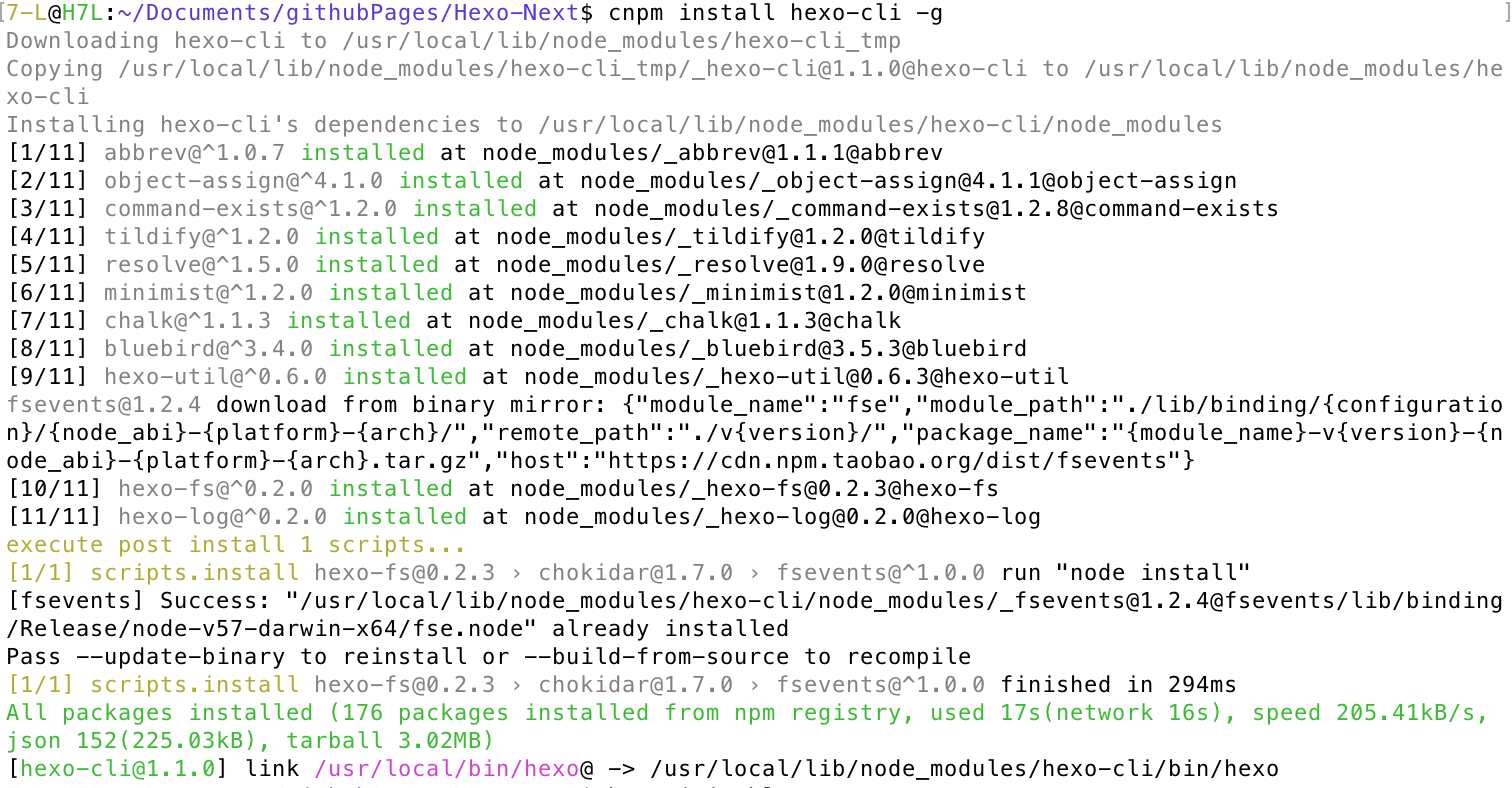 [7-L@H7L:~/Documents/githubPages/Hexo-Next$ cnpm install hexo-cli -g ]
Downloading hexo-cli to /usr/local/lib/node_modules/hexo-cli_tmp
Copying /usr/local/lib/node_modules/hexo-cli_tmp/_hexo-cli@1.1.0@hexo-cli to /usr/local/lib/node_modules/he
xo-cli
Installing hexo-cli's dependencies to /usr/local/lib/node_modules/hexo-cli/node_modules
[1/11] abbrev@^1.0.7 installed at node_modules/_abbrev@1.1.1@abbrev
[2/11] object-assign@^4.1.0 installed at node_modules/_object-assign@4.1.1@object-assign
[3/11] command-exists@^1.2.0 installed at node_modules/_command-exists@1.2.8@command-exists
[4/11] tildify@^1.2.0 installed at node_modules/_tildify@1.2.0@tildify
[5/11] resolve@^1.5.0 installed at node_modules/_resolve@1.9.0@resolve
[6/11] minimist@^1.2.0 installed at node_modules/_minimist@1.2.0@minimist
[7/11] chalk@^1.1.3 installed at node_modules/_chalk@1.1.3@chalk
[8/11] bluebird@^3.4.0 installed at node_modules/_bluebird@3.5.3@bluebird
[9/11] hexo-util@^0.6.0 installed at node_modules/_hexo-util@0.6.3@hexo-util
fsevents@1.2.4 download from binary mirror: {"module_name":"fse","module_path":"./lib/binding/{configuratio
n}/{node_abi}-{platform}-{arch}/","remote_path":"./v{version}/","package_name":"{module_name}-v{version}-{n
ode_abi}-{platform}-{arch}.tar.gz","host":"https://cdn.npm.taobao.org/dist/fsevents"}
[10/11] hexo-fs@^0.2.0 installed at node_modules/_hexo-fs@0.2.3@hexo-fs
[11/11] hexo-log@^0.2.0 installed at node_modules/_hexo-log@0.2.0@hexo-log
execute post install 1 scripts...
[1/1] scripts.install hexo-fs@0.2.3 › chokidar@1.7.0 › fsevents@^1.0.0 run "node install"
[fsevents] Success: "/usr/local/lib/node_modules/hexo-cli/node_modules/_fsevents@1.2.4@fsevents/lib/binding
/Release/node-v57-darwin-x64/fse.node" already installed
Pass --update-binary to reinstall or --build-from-source to recompile
[1/1] scripts.install hexo-fs@0.2.3 › chokidar@1.7.0 › fsevents@^1.0.0 finished in 294ms
All packages installed (176 packages installed from npm registry, used 17s(network 16s), speed 205.41kB/s,
json 152(225.03kB), tarball 3.02MB)
[hexo-cli@1.1.0] link /usr/local/bin/hexo@ -> /usr/local/lib/node_modules/hexo-cli/bin/hexo